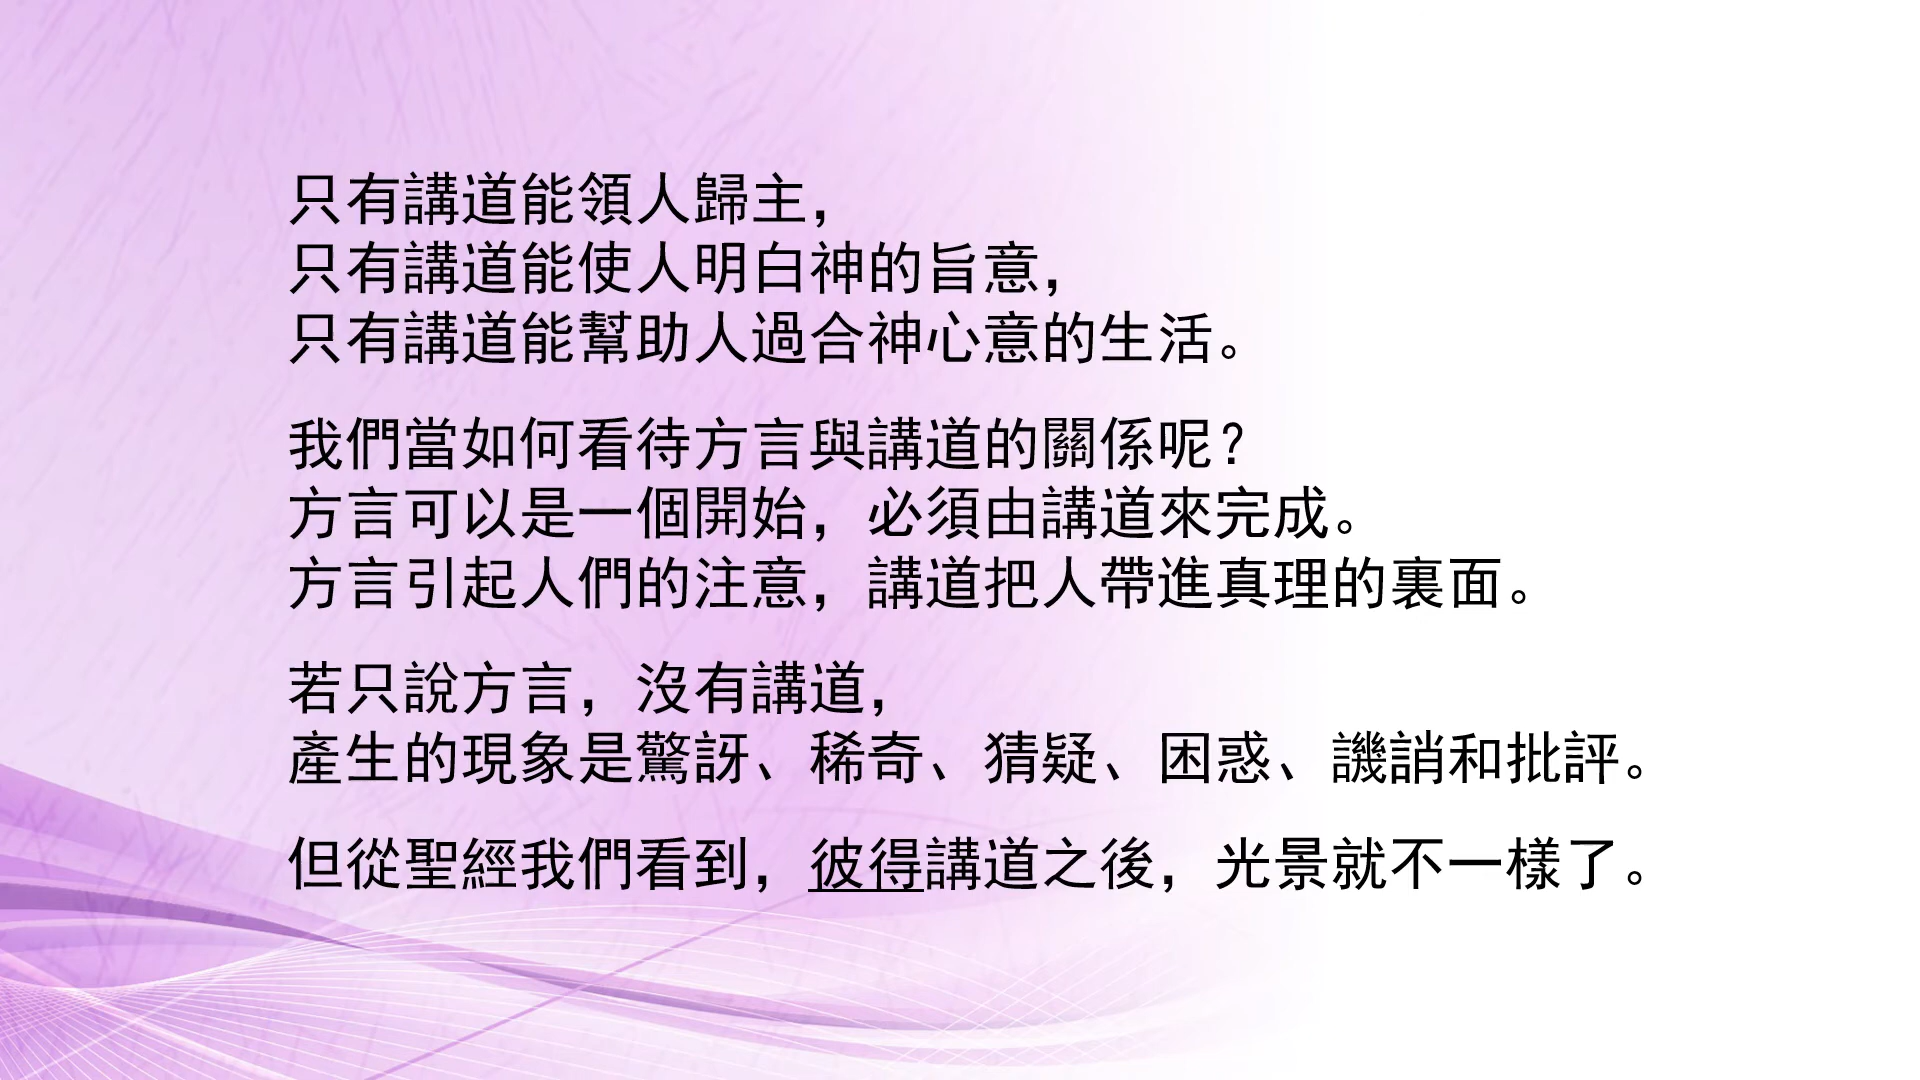 只有講道能領人歸主，
只有講道能使人明白神的旨意，
只有講道能幫助人過合神心意的生活。
我們當如何看待方言與講道的關係呢？
方言可以是一個開始，必須由講道來完成。
方言引起人們的注意，講道把人帶進真理的裏面。
若只說方言，沒有講道，
產生的現象是驚訝、稀奇、猜疑、困惑、譏誚和批評。
但從聖經我們看到，彼得講道之後，光景就不一樣了。